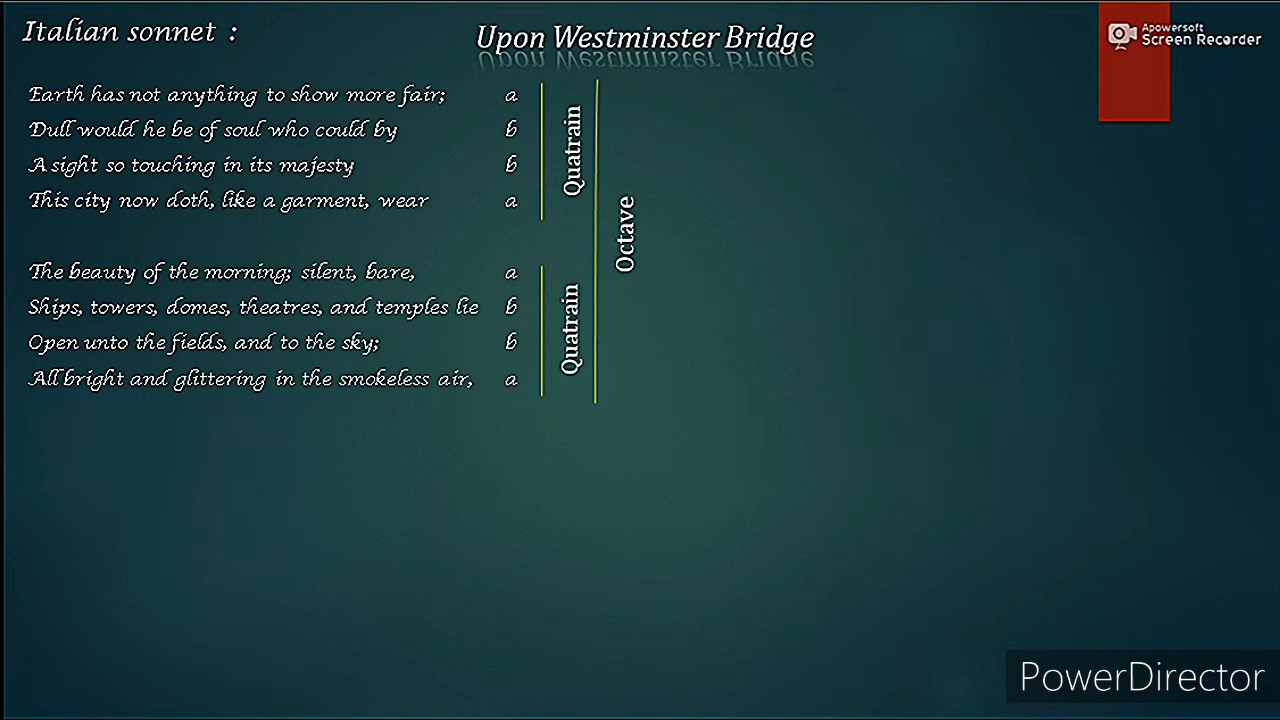 Italian sonnet :
Upon Westminster Bridge
Apowersoft
Screen Recorder
Earth has not anything to show more fair; a
Dull would he be of soul who could by b
A sight so touching in its majesty b
This city now doth, like a garment, wear a
Quatrain
The beauty of the morning; silent, bare, a
Ships, towers, domes, theatres, and temples lie b
Open unto the fields, and to the sky; b
All bright and glittering in the smokeless air, a
Quatrain
Octave
PowerDirector